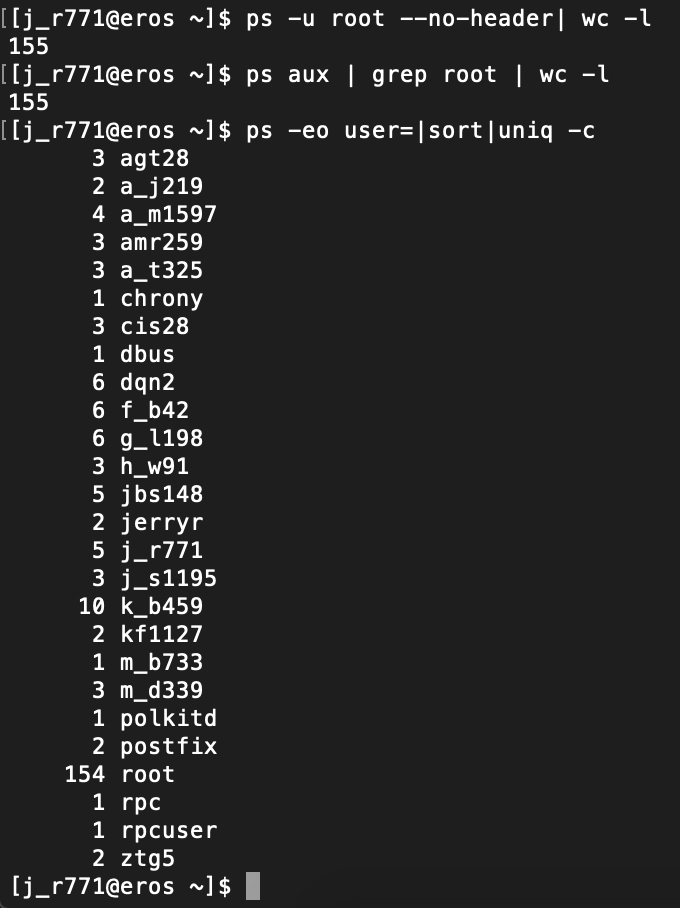 [[j_r771@eros ~]$ ps -u root --no-header| wc -l
155
[[j_r771@eros ~]$ ps aux | grep root | wc -l
155
[[j_r771@eros ~]$ ps -eo user=|sort|uniq -c
3 agt28
2 a_j219
4 a_m1597
3 amr259
3 a_t325
1 chrony
3 cis28
1 dbus
6 dqn2
6 f_b42
6 g_l198
3 h_w91
5 jbs148
2 jerryr
5 j_r771
3 j_s1195
10 k_b459
2 kf1127
1 m_b733
3 m_d339
1 polkitd
2 postfix
154 root
1 rpc
1 rpcuser
2 ztg5
[j_r771@eros ~]$